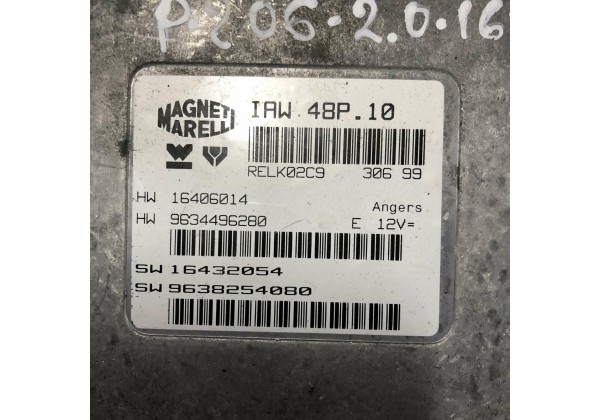 P.206-2.0.16
MAGNETI MARELLI
IAW 48P.10
RELK02C9 306 99
HW 16406014
Angers
HW 9634496280 E 12V=
SW 16432054
SW 9638254080